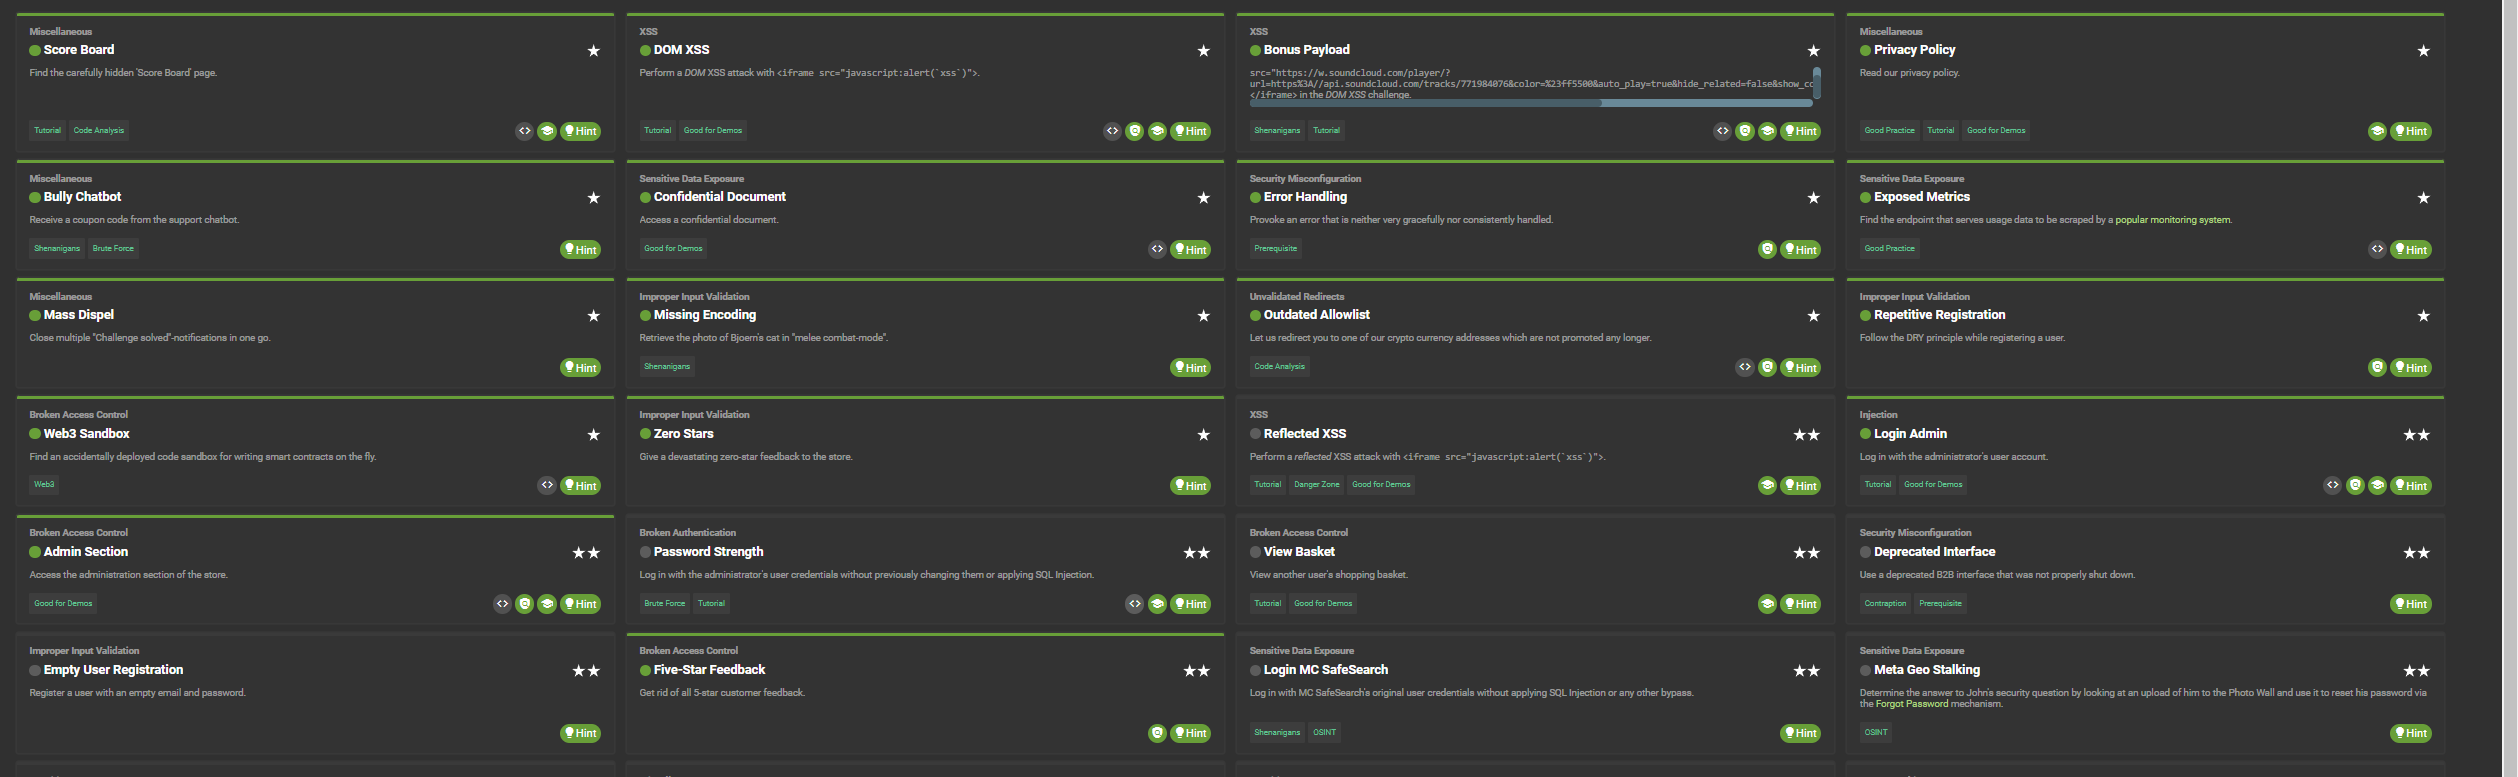 Miscellaneous
Score Board
Find the carefully hidden 'Score Board' page.
Tutorial Code Analysis
<> Hint
XSS
DOM XSS
Perform a DOM XSS attack with <iframe src="javascript:alert(`xss`)">.
Tutorial Good for Demos
<> Hint
XSS
Bonus Payload
src="https://w.soundcloud.com/player/?
url=https%3A//api.soundcloud.com/tracks/771984076&color=%23ff5500&auto_play=true&hide_related=false&show_co
</iframe> in the DOM XSS challenge.
Shenanigans Tutorial
<> Hint
Miscellaneous
Privacy Policy
Read our privacy policy.
Good Practice Tutorial Good for Demos
Hint
Miscellaneous
Bully Chatbot
Receive a coupon code from the support chatbot.
Shenanigans Brute Force
Hint
Sensitive Data Exposure
Confidential Document
Access a confidential document.
Good for Demos
<> Hint
Security Misconfiguration
Error Handling
Provoke an error that is neither very gracefully nor consistently handled.
Prerequisite
Hint
Sensitive Data Exposure
Exposed Metrics
Find the endpoint that serves usage data to be scraped by a popular monitoring system.
Good Practice
<> Hint
Miscellaneous
Mass Dispel
Close multiple "Challenge solved"-notifications in one go.
Hint
Improper Input Validation
Missing Encoding
Retrieve the photo of Bjoern's cat in "melee combat-mode".
Shenanigans
Hint
Unvalidated Redirects
Outdated Allowlist
Let us redirect you to one of our crypto currency addresses which are not promoted any longer.
Code Analysis
<> Hint
Improper Input Validation
Repetitive Registration
Follow the DRY principle while registering a user.
Hint
Broken Access Control
Web3 Sandbox
Find an accidentally deployed code sandbox for writing smart contracts on the fly.
Web3
<> Hint
Improper Input Validation
Zero Stars
Give a devastating zero-star feedback to the store.
Hint
XSS
Reflected XSS
Perform a reflected XSS attack with <iframe src="javascript:alert(`xss`)">.
Tutorial Danger Zone Good for Demos
Hint
Injection
Login Admin
Log in with the administrator's user account.
Tutorial Good for Demos
<> Hint
Broken Access Control
Admin Section
Access the administration section of the store.
Good for Demos
<> Hint
Broken Authentication
Password Strength
Log in with the administrator's user credentials without previously changing them or applying SQL Injection.
Brute Force Tutorial
<> Hint
Broken Access Control
View Basket
View another user's shopping basket.
Tutorial Good for Demos
Hint
Security Misconfiguration
Deprecated Interface
Use a deprecated B2B interface that was not properly shut down.
Contraption Prerequisite
Hint
Improper Input Validation
Empty User Registration
Register a user with an empty email and password.
Hint
Broken Access Control
Five-Star Feedback
Get rid of all 5-star customer feedback.
Hint
Sensitive Data Exposure
Login MC SafeSearch
Log in with MC SafeSearch's original user credentials without applying SQL Injection or any other bypass.
Shenanigans OSINT
Hint
Sensitive Data Exposure
Meta Geo Stalking
Determine the answer to John's security question by looking at an upload of him to the Photo Wall and use it to reset his password via
the Forgot Password mechanism.
OSINT
Hint